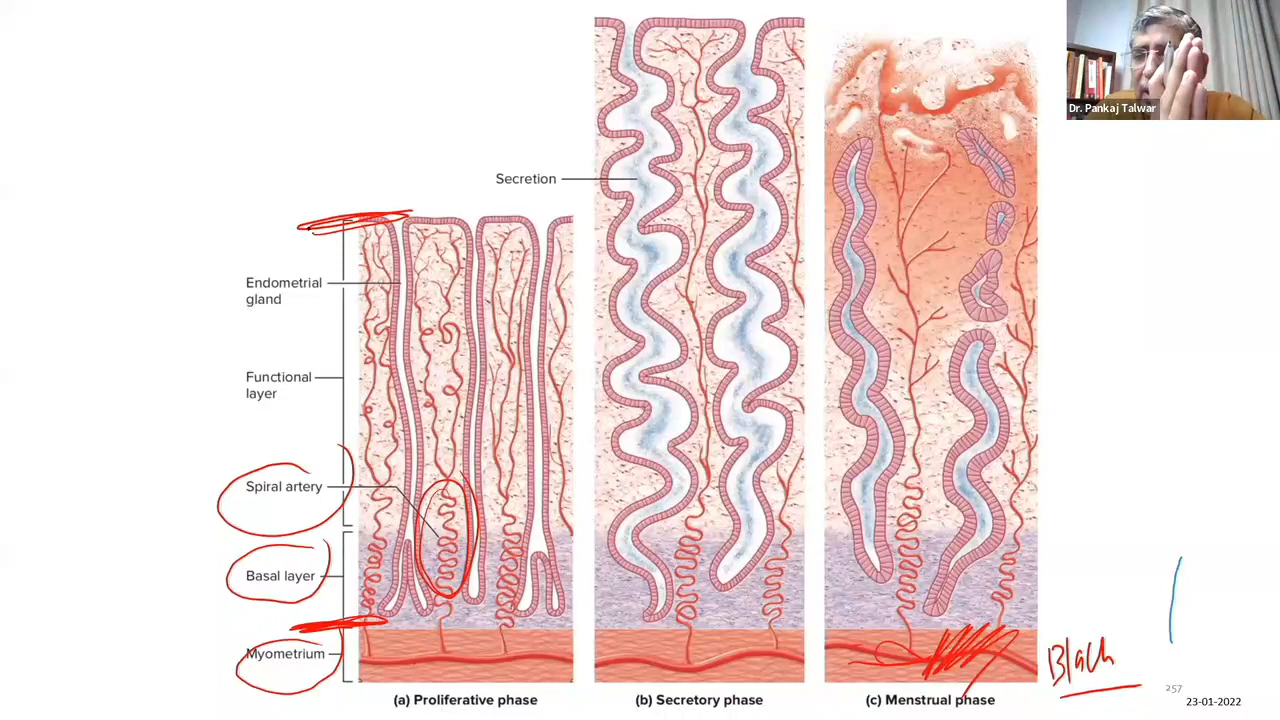 Dr. Pankaj Talwar
Secretion
Endometrial
gland
Functional
layer
Spiral artery
Basal layer
Myometrium
Black
(a) Proliferative phase
(b) Secretory phase
(c) Menstrual phase
257
23-01-2022